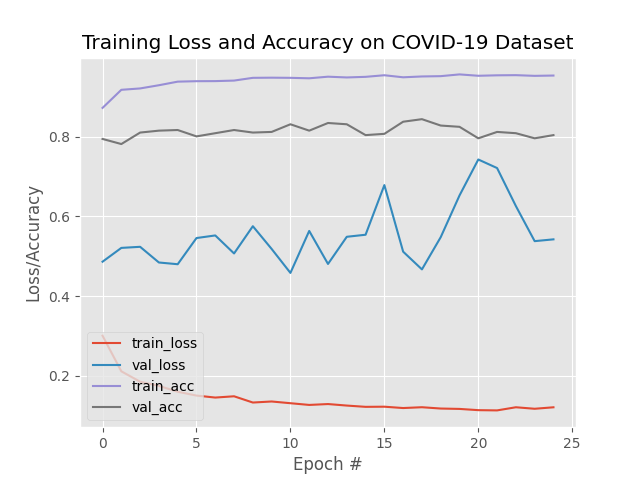 Training Loss and Accuracy on COVID-19 Dataset
Loss/Accuracy
0.8
0.6
0.4
0.2
train_loss
val_loss
train_acc
val_acc
0 5 10 15 20 25
Epoch #